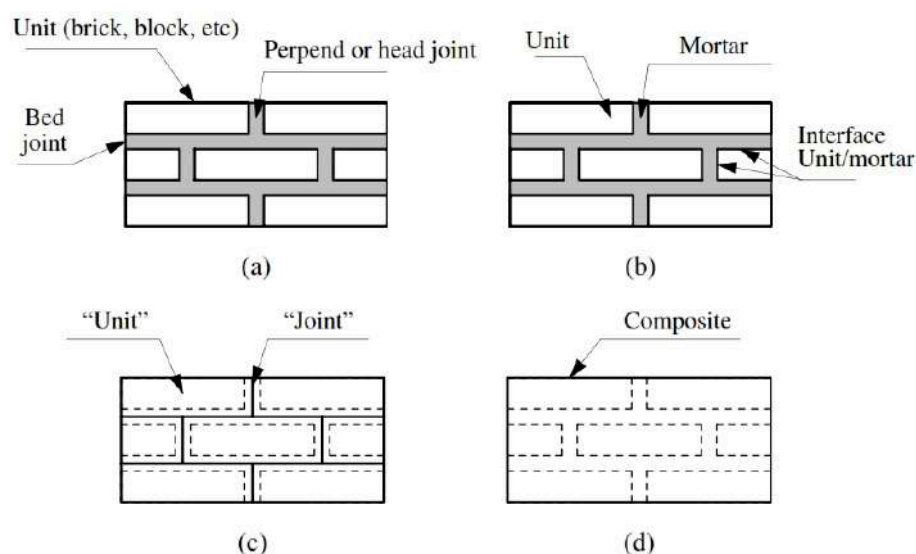 Unit (brick, block, etc)
Perpend or head joint
Bed
joint
(a)
Unit
Mortar
Interface
Unit/mortar
(b)
“Unit”
“Joint”
(c)
Composite
(d)